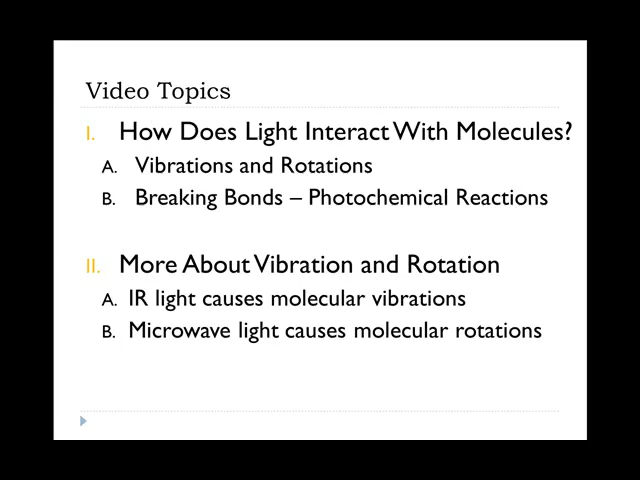 Video Topics
I. How Does Light Interact With Molecules?
A. Vibrations and Rotations
B. Breaking Bonds – Photochemical Reactions
II. More About Vibration and Rotation
A. IR light causes molecular vibrations
B. Microwave light causes molecular rotations